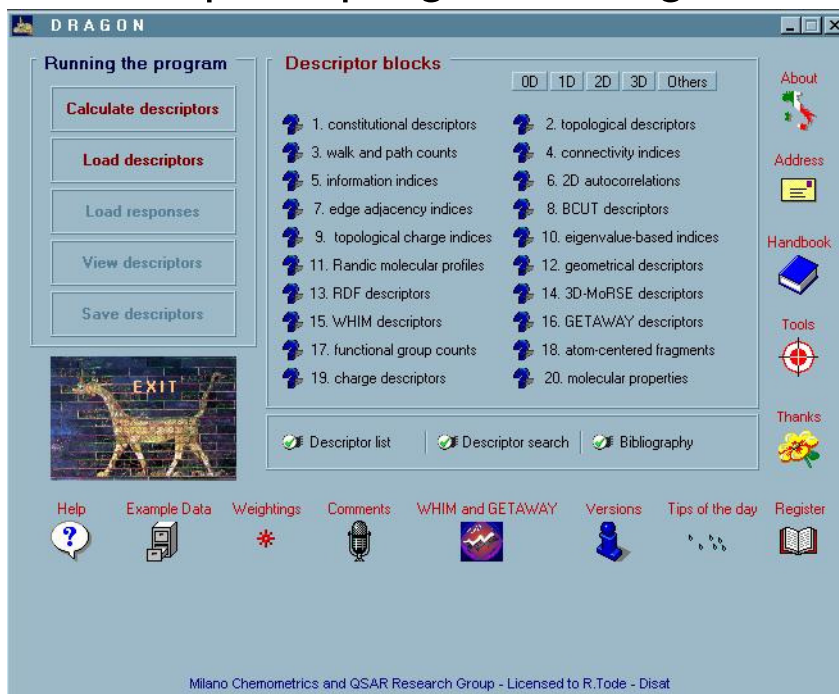 DRAGON
Running the program
Calculate descriptors
Load descriptors
Load responses
View descriptors
Save descriptors
EXIT
Descriptor blocks
0D 1D 2D 3D Others
1. constitutional descriptors
2. topological descriptors
3. walk and path counts
4. connectivity indices
5. information indices
6. 2D autocorrelations
7. edge adjacency indices
8. BCUT descriptors
9. topological charge indices
10. eigenvalue-based indices
11. Randic molecular profiles
12. geometrical descriptors
13. RDF descriptors
14. 3D-MoRSE descriptors
15. WHIM descriptors
16. GETAWAY descriptors
17. functional group counts
18. atom-centered fragments
19. charge descriptors
20. molecular properties
Descriptor list
Descriptor search
Bibliography
About
Address
Handbook
Tools
Thanks
Help
Example Data
Weightings
Comments
WHIM and GETAWAY
Versions
Tips of the day
Register
Milano Chemometrics and QSAR Research Group - Licensed to R.Tode - Disat